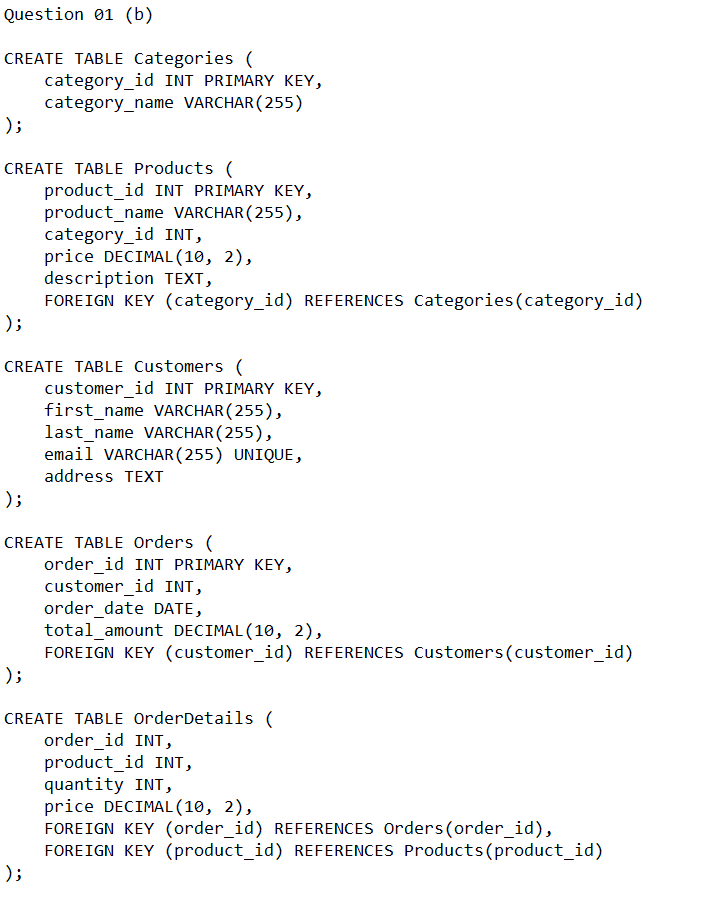 Question 01 (b)
CREATE TABLE Categories (
    category_id INT PRIMARY KEY,
    category_name VARCHAR(255)
);
CREATE TABLE Products (
    product_id INT PRIMARY KEY,
    product_name VARCHAR(255),
    category_id INT,
    price DECIMAL(10, 2),
    description TEXT,
    FOREIGN KEY (category_id) REFERENCES Categories(category_id)
);
CREATE TABLE Customers (
    customer_id INT PRIMARY KEY,
    first_name VARCHAR(255),
    last_name VARCHAR(255),
    email VARCHAR(255) UNIQUE,
    address TEXT
);
CREATE TABLE Orders (
    order_id INT PRIMARY KEY,
    customer_id INT,
    order_date DATE,
    total_amount DECIMAL(10, 2),
    FOREIGN KEY (customer_id) REFERENCES Customers(customer_id)
);
CREATE TABLE OrderDetails (
    order_id INT,
    product_id INT,
    quantity INT,
    price DECIMAL(10, 2),
    FOREIGN KEY (order_id) REFERENCES Orders(order_id),
    FOREIGN KEY (product_id) REFERENCES Products(product_id)
);